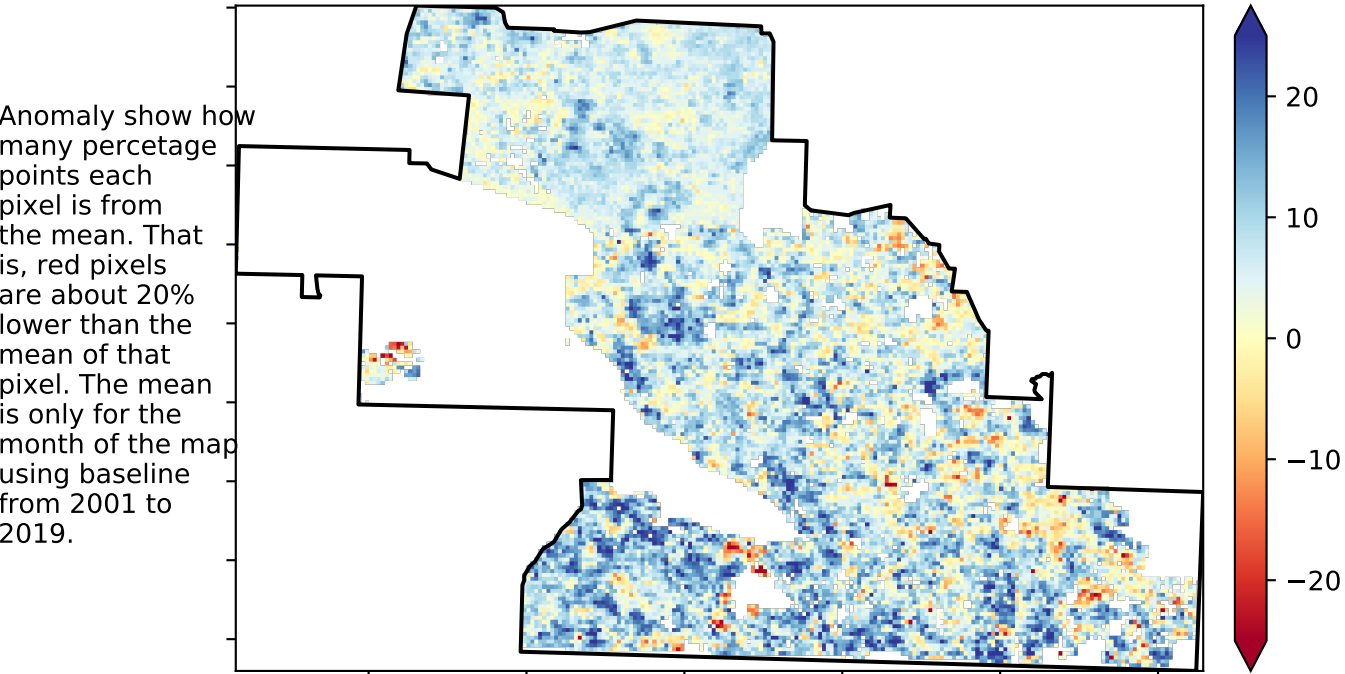 Anomaly show how
many percetage
points each
pixel is from
the mean. That
is, red pixels
are about 20%
lower than the
mean of that
pixel. The mean
is only for the
month of the map
using baseline
from 2001 to
2019.
20
10
0
−10
−20